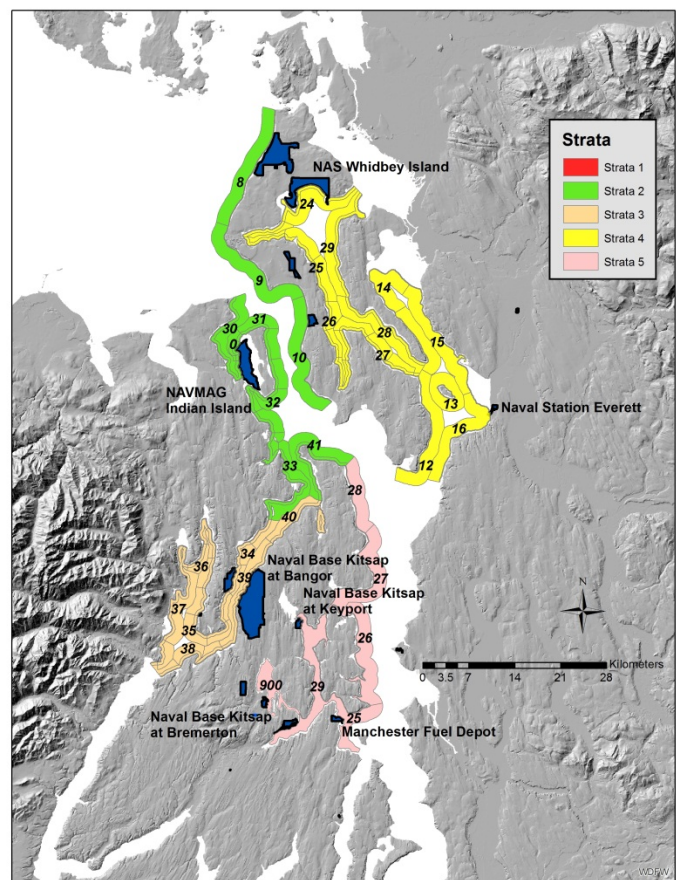 Strata
Strata 1
Strata 2
Strata 3
Strata 4
Strata 5
NAS Whidbey Island
8
24
29
9
25
14
31
26
30
28
15
0
27
10
13
NAVMAG
Indian Island
32
Naval Station Everett
16
41
12
33
28
40
34
36
Naval Base Kitsap
at Bangor
39
27
Naval Base Kitsap
at Keyport
37
35
26
38
N
Kilometers
0 3.5 7 14 21 28
900
29
25
Naval Base Kitsap
at Bremerton
Manchester Fuel Depot
WDFW